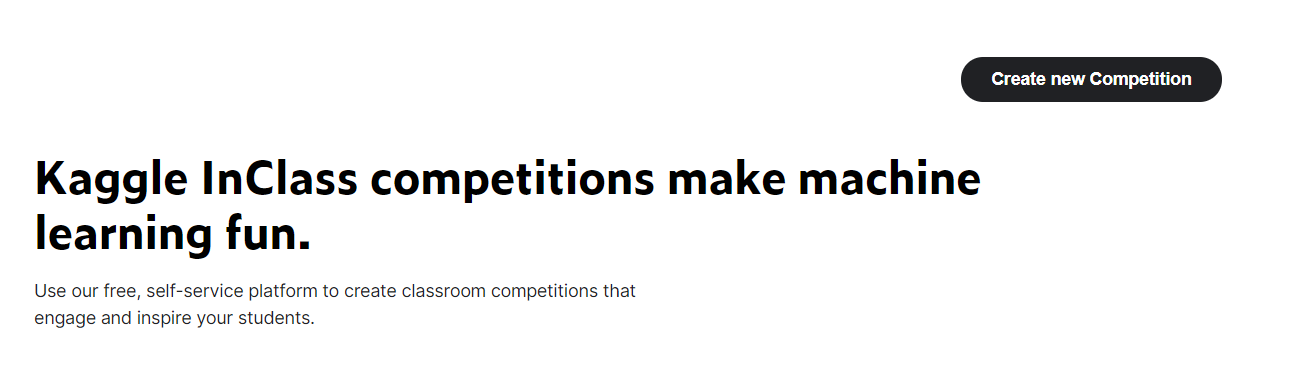 Create new Competition
Kaggle InClass competitions make machine
learning fun.
Use our free, self-service platform to create classroom competitions that
engage and inspire your students.